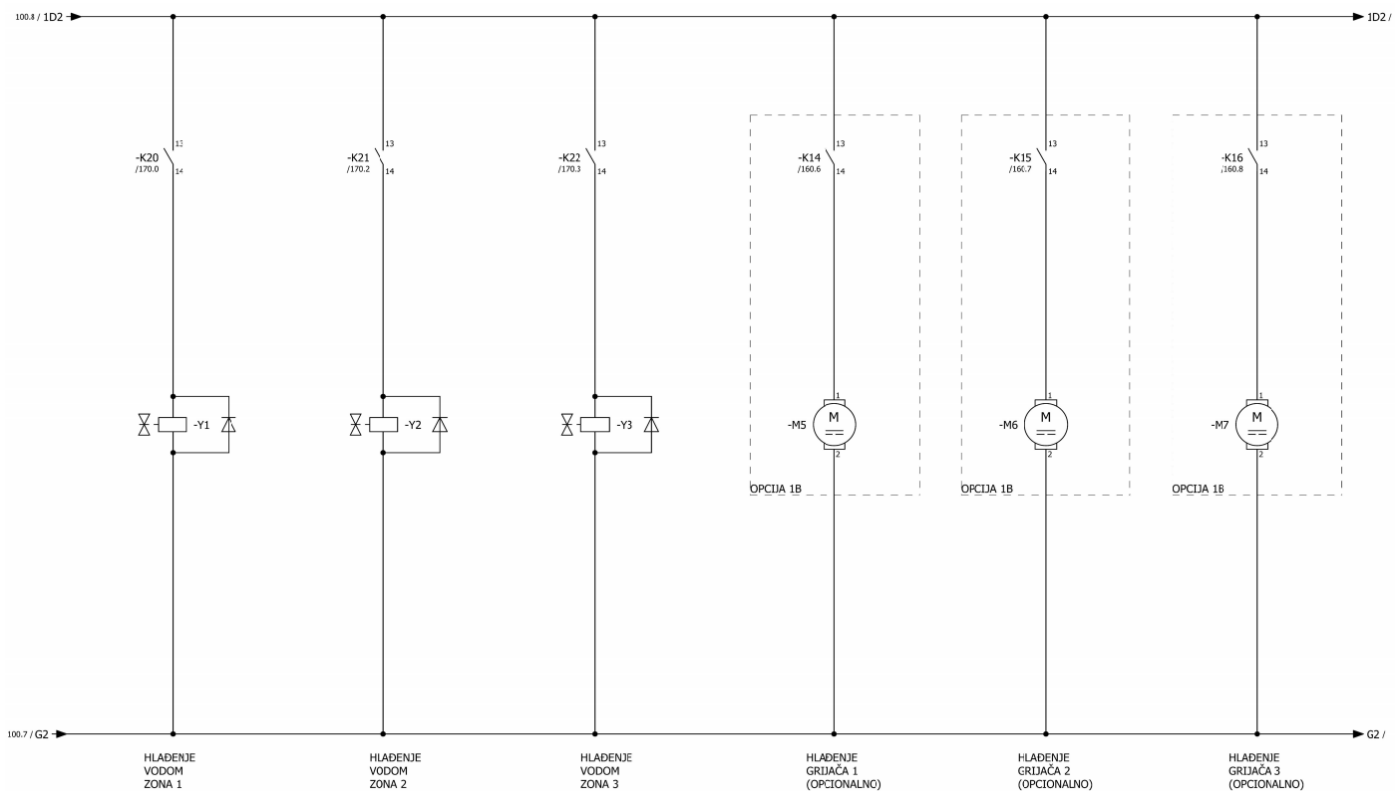 100.8 / 1D2
1D2 /
-K20
/170.0
13
14
-K21
/170.2
13
14
-K22
/170.3
13
14
-K14
/160.6
13
14
-K15
/160.7
13
14
-K16
/160.8
13
14
-Y1
-Y2
-Y3
-M5
1
M
2
-M6
1
M
2
-M7
1
M
2
OPCIJA 1B
OPCIJA 1B
OPCIJA 1B
100.7 / G2
G2 /
HLAĐENJE
VODOM
ZONA 1
HLAĐENJE
VODOM
ZONA 2
HLAĐENJE
VODOM
ZONA 3
HLAĐENJE
GRIJAČA 1
(OPCIONALNO)
HLAĐENJE
GRIJAČA 2
(OPCIONALNO)
HLAĐENJE
GRIJAČA 3
(OPCIONALNO)